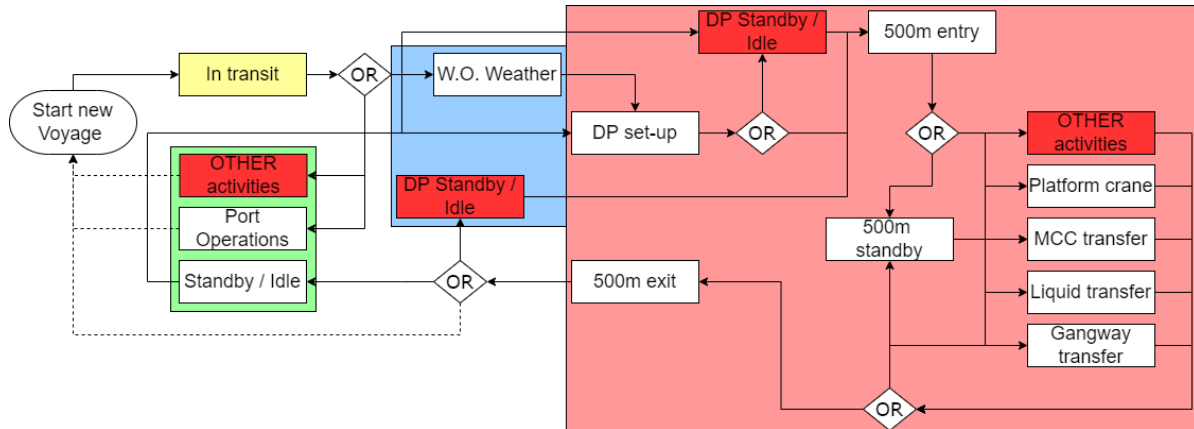 DP Standby /
Idle
500m entry
In transit
OR
W.O. Weather
Start new
Voyage
DP set-up
OR
OR
OTHER
activities
OTHER
activities
DP Standby /
Idle
Platform crane
Port
Operations
500m
standby
MCC transfer
Standby / Idle
OR
500m exit
Liquid transfer
Gangway
transfer
OR